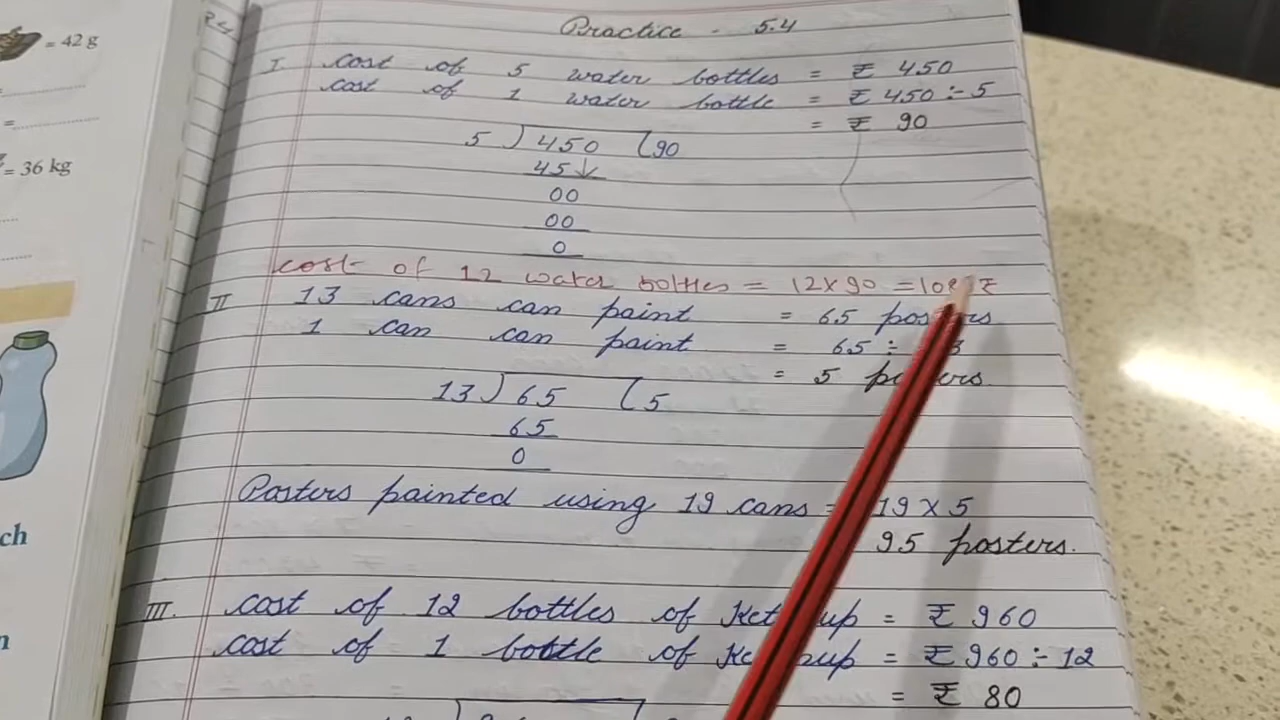 = 42 g
= 36 kg
ch
Practice - 5.4
I cost of 5 water bottles = ₹ 450
cost of 1 water bottle = ₹ 450 ÷ 5
= ₹ 90
5 ) 450 ( 90
45 ↓
00
00
0
cost of 12 water bottles = 12 x 90 =
II 13 cans can paint = 65 posters
1 can can paint = 65 ÷
= 5 posters
13 ) 65 ( 5
65
0
Posters painted using 19 cans = 19 x 5
95 posters.
III. cost of 12 bottles of = ₹ 960
cost of 1 bottle of = ₹ 960 ÷ 12
= ₹ 80